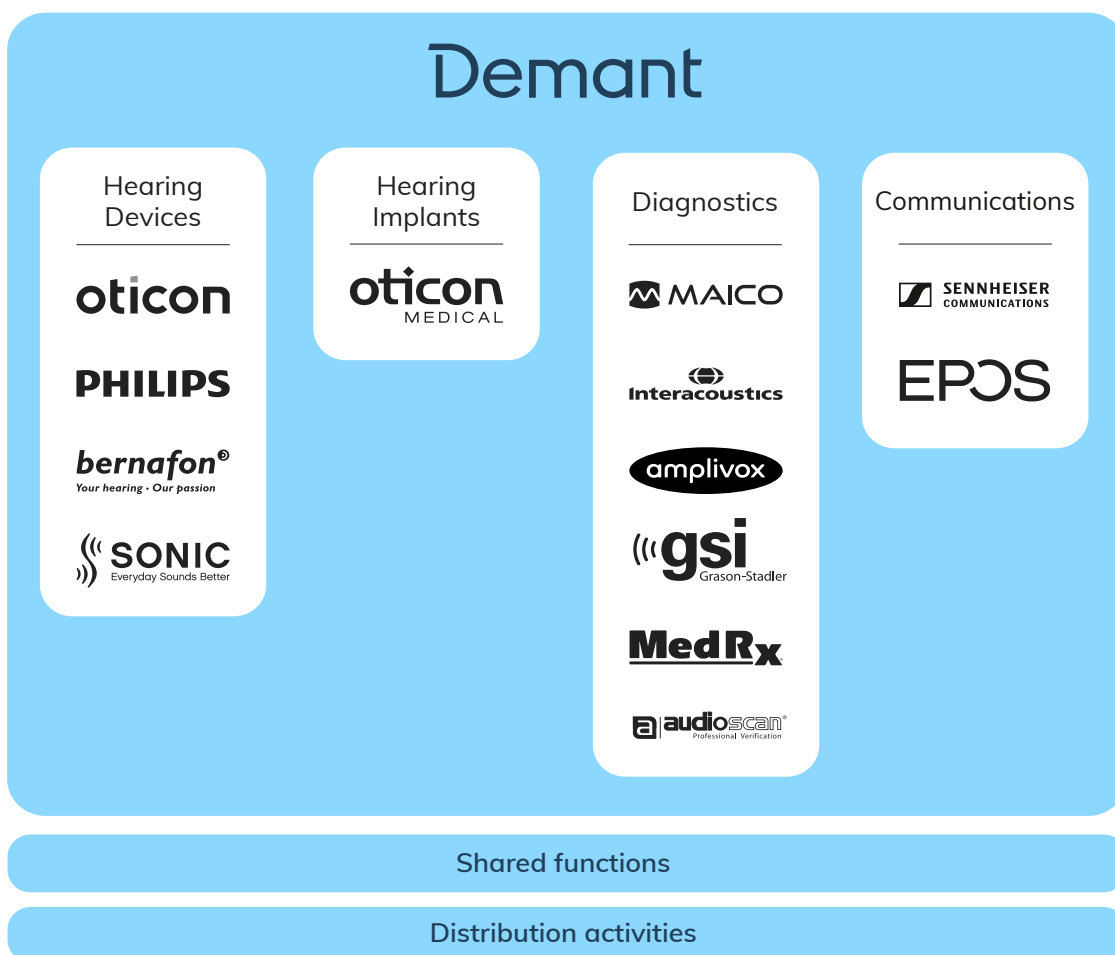 Demant
Hearing
Devices
oticon
PHILIPS
bernafon®
Your hearing • Our passion
SONIC
Everyday Sounds Better
Hearing
Implants
oticon
MEDICAL
Diagnostics
MAICO
Interacoustics
amplivox
gsi
Grason-Stadler
MedRx
audioscan®
Professional Verification
Communications
SENNHEISER
COMMUNICATIONS
EPOS
Shared functions
Distribution activities